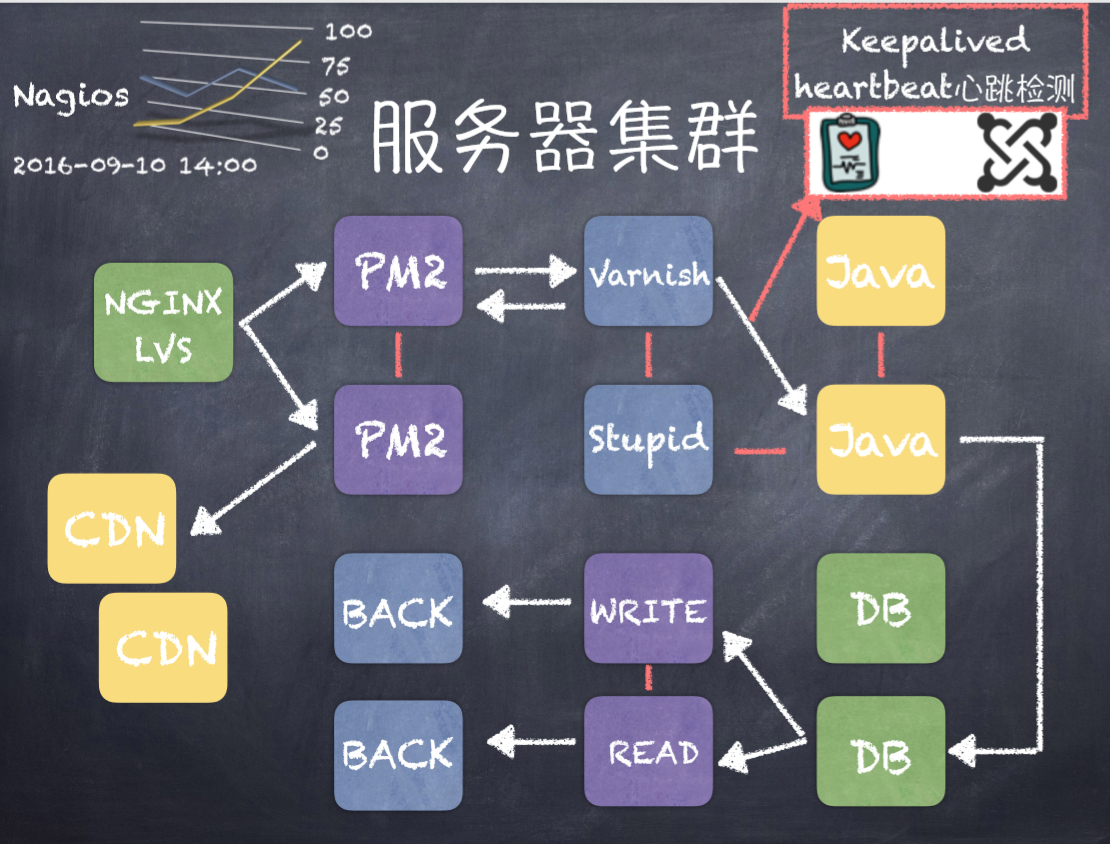 Keepalived
heartbeat心跳检测
100
75
50
25
0
Nagios
2016-09-10 14:00
服务器集群
NGINX
LVS
PM2
Varnish
Java
PM2
Stupid
Java
CDN
CDN
BACK
WRITE
DB
BACK
READ
DB